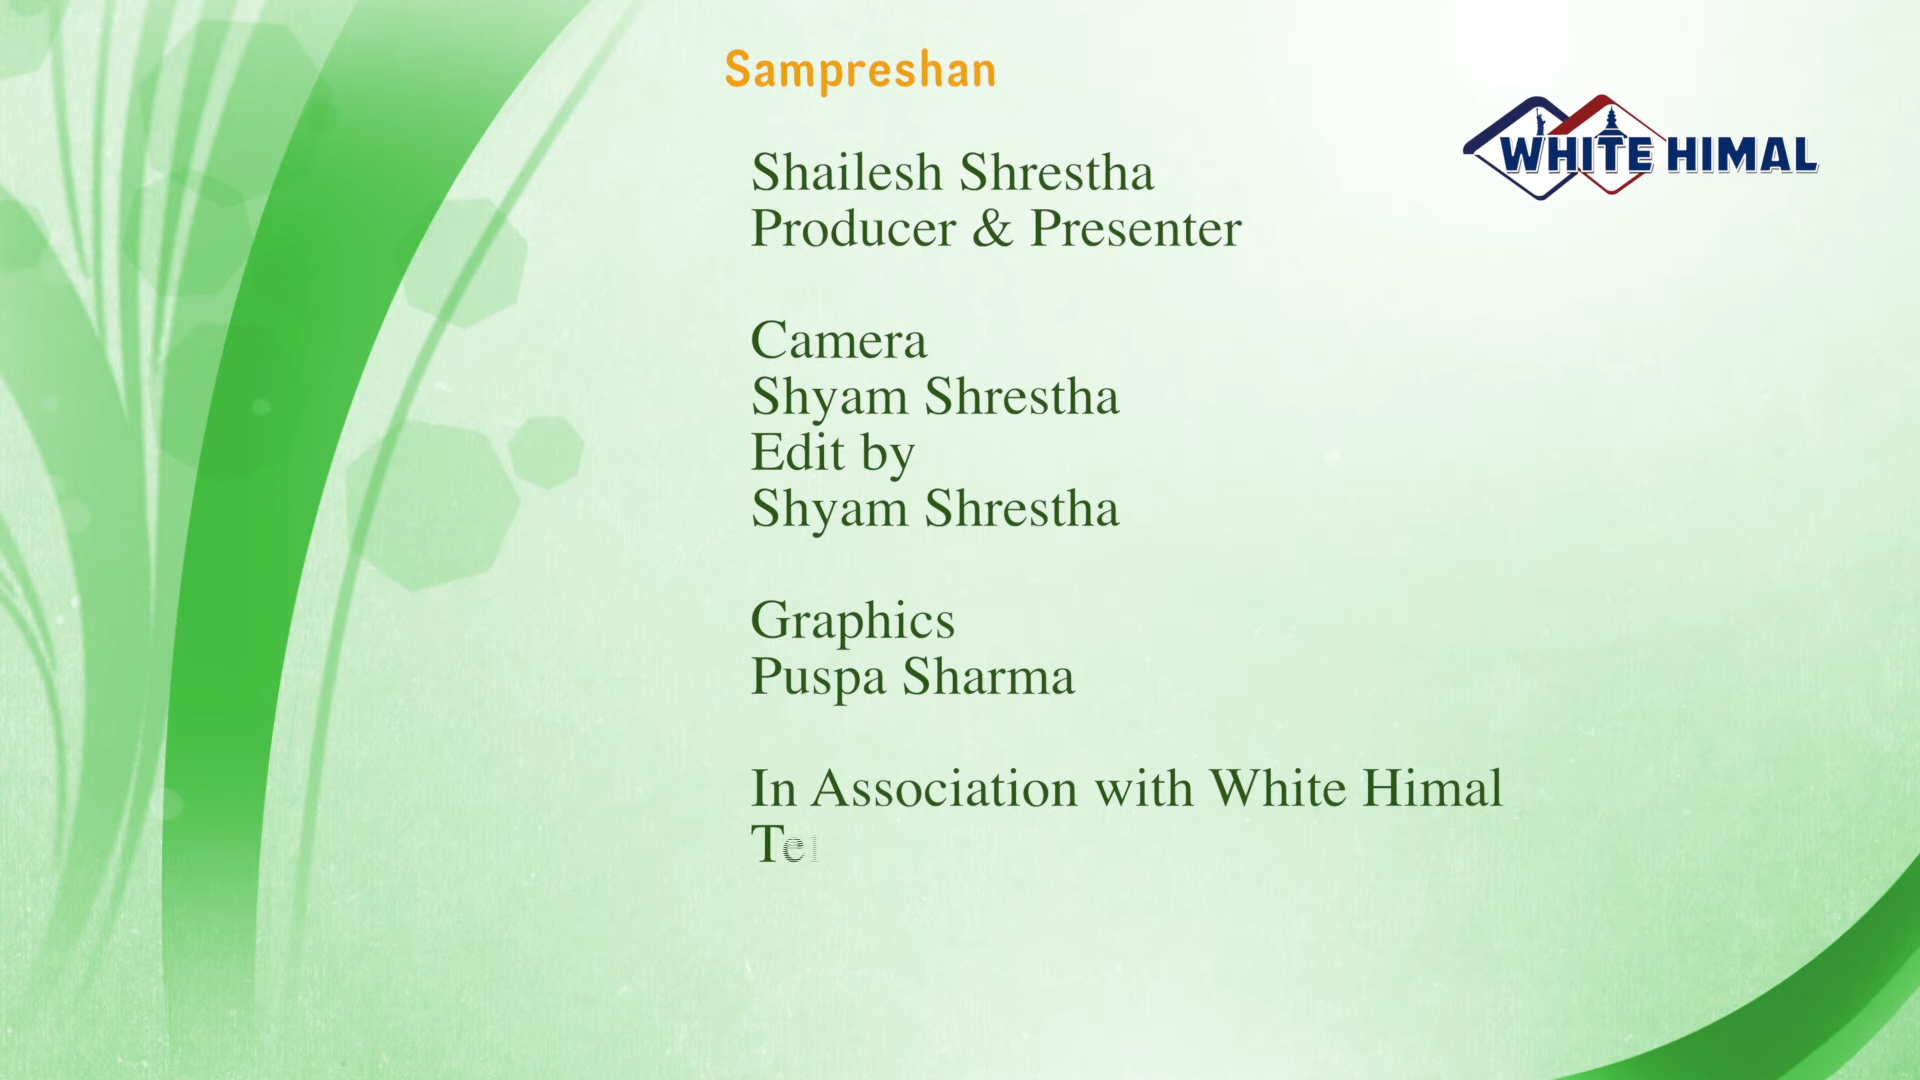 Sampreshan
WHITE HIMAL
Shailesh Shrestha
Producer & Presenter
Camera
Shyam Shrestha
Edit by
Shyam Shrestha
Graphics
Puspa Sharma
In Association with White Himal